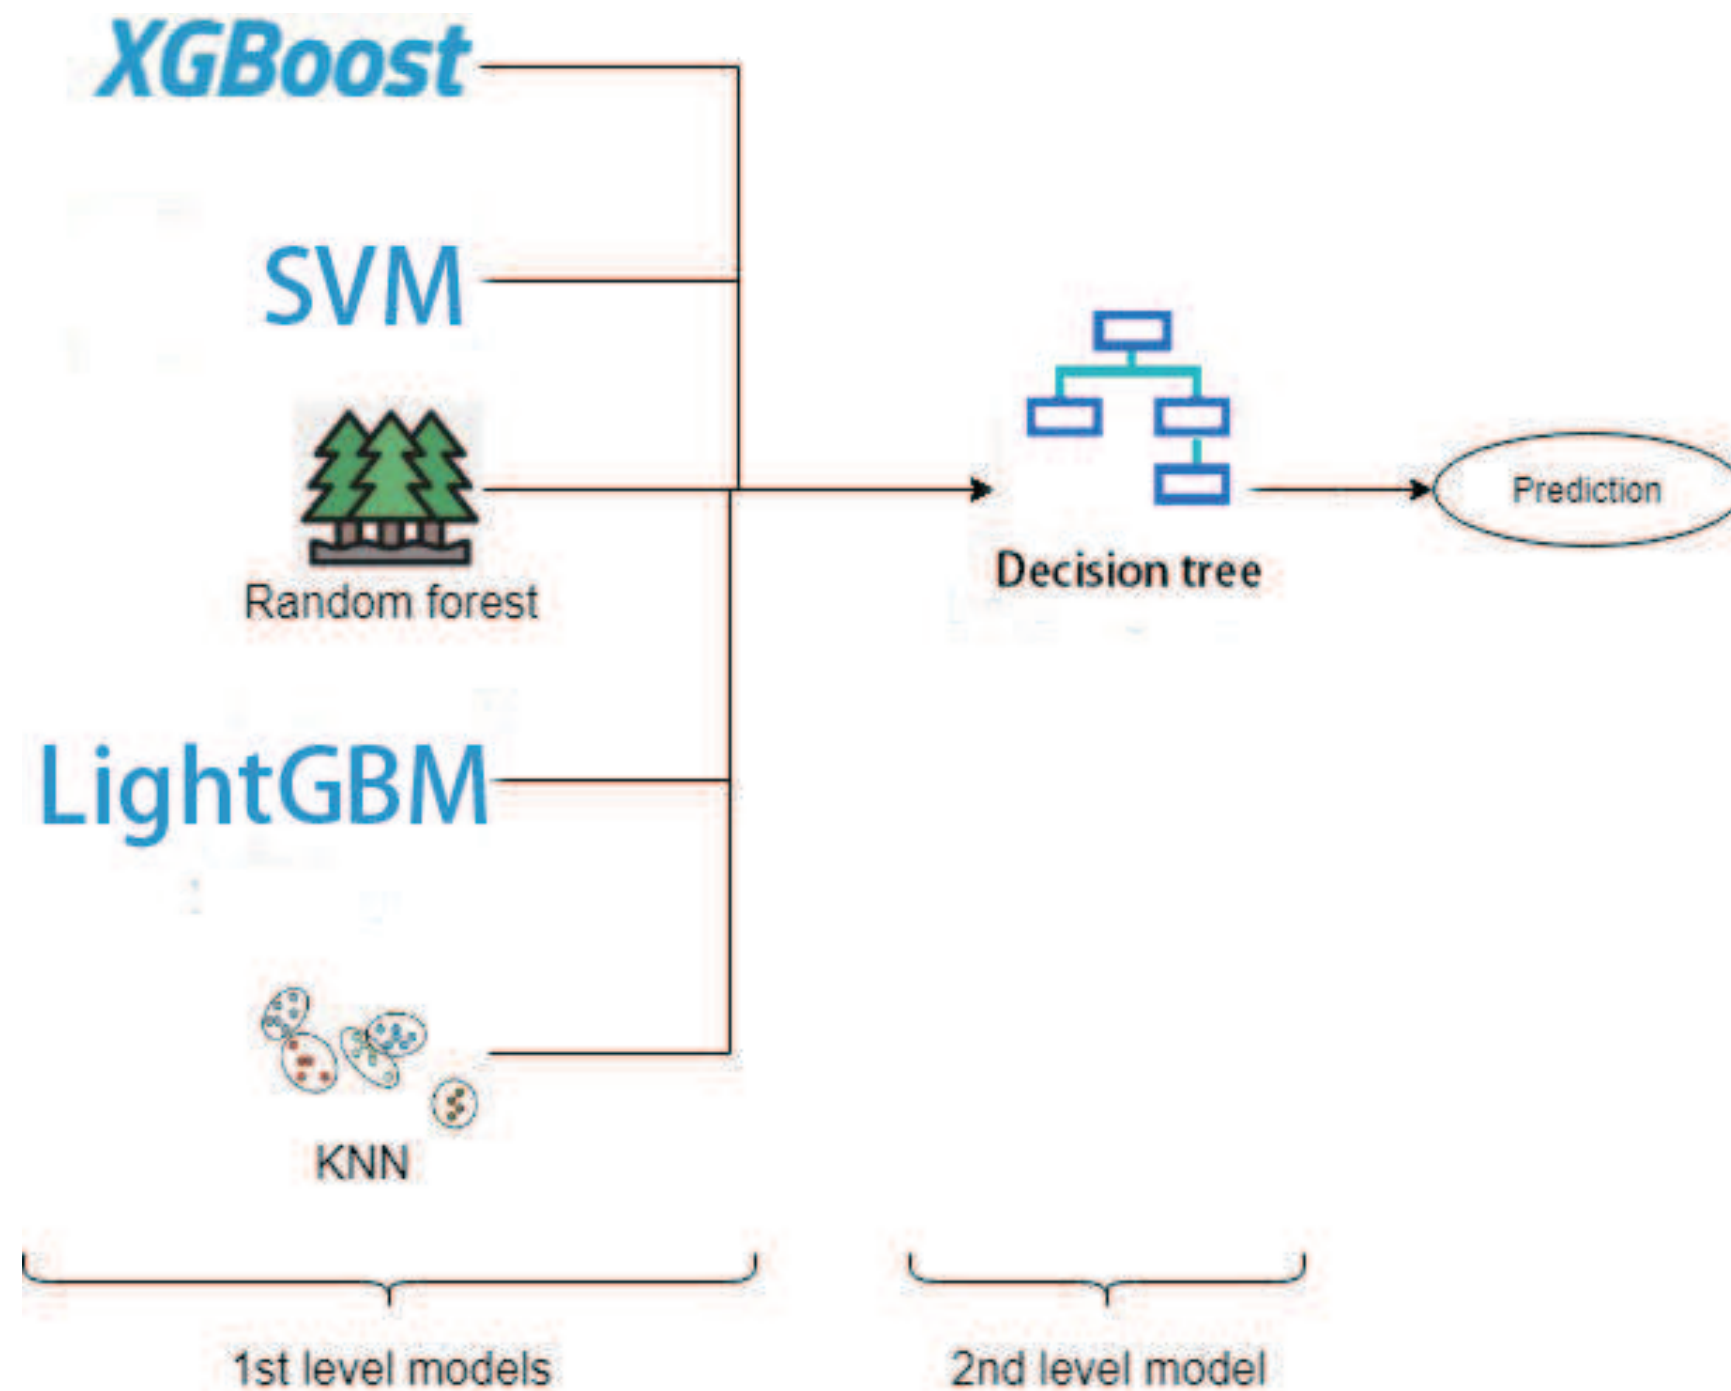 XGBoost
SVM
Random forest
LightGBM
KNN
Decision tree
Prediction
1st level models
2nd level model